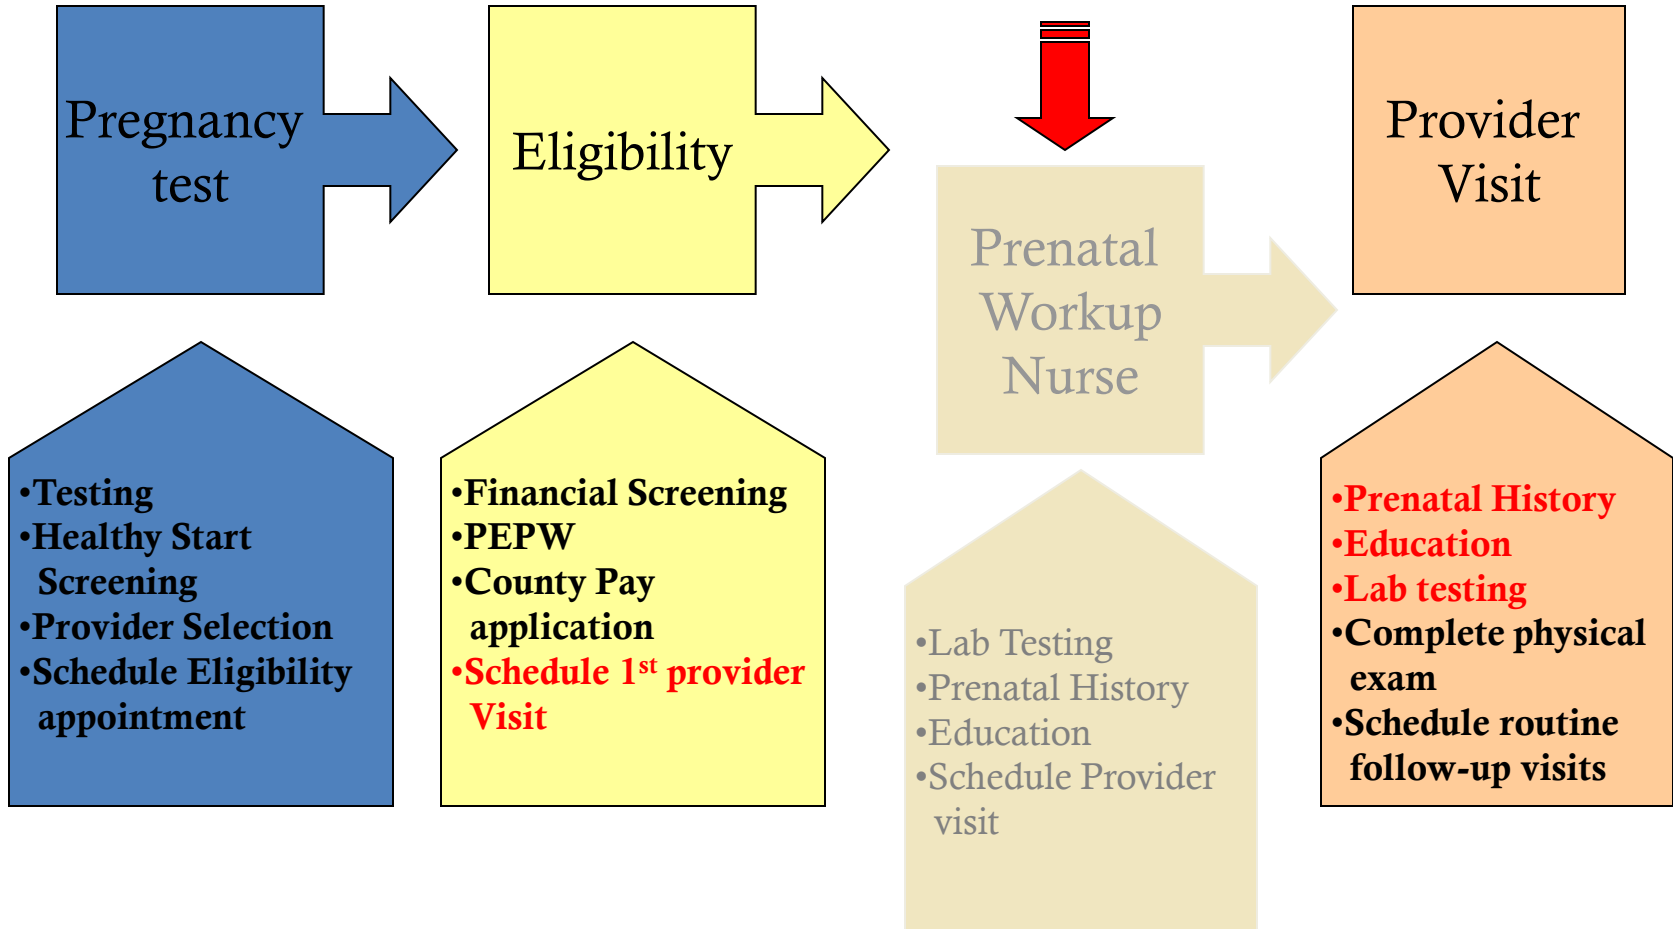 Pregnancy
test
Eligibility
Prenatal
Workup
Nurse
Provider
Visit
•Testing
•Healthy Start
Screening
•Provider Selection
•Schedule Eligibility
appointment
•Financial Screening
•PEPW
•County Pay
application
•Schedule 1st provider
Visit
•Lab Testing
•Prenatal History
•Education
•Schedule Provider
visit
•Prenatal History
•Education
•Lab testing
•Complete physical
exam
•Schedule routine
follow-up visits